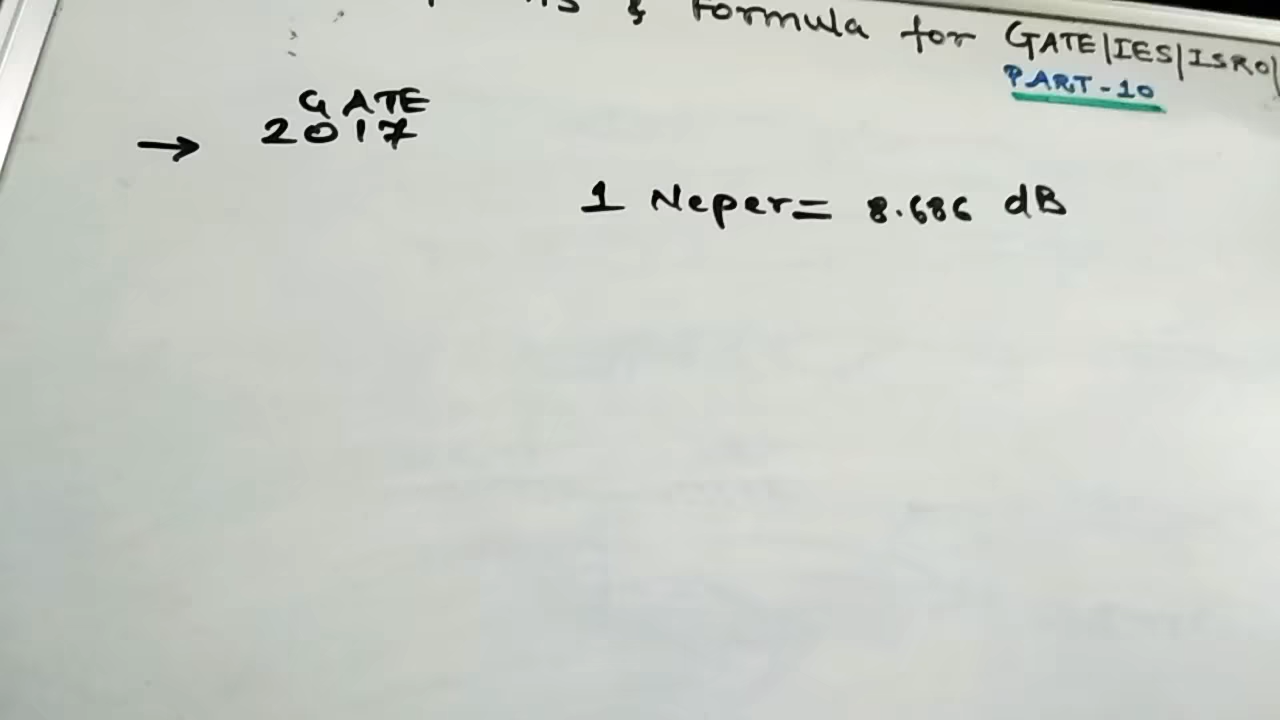 & Formula for GATE|IES|ISRO|
PART-10
GATE
→ 2017
1 Neper= 8.686 dB